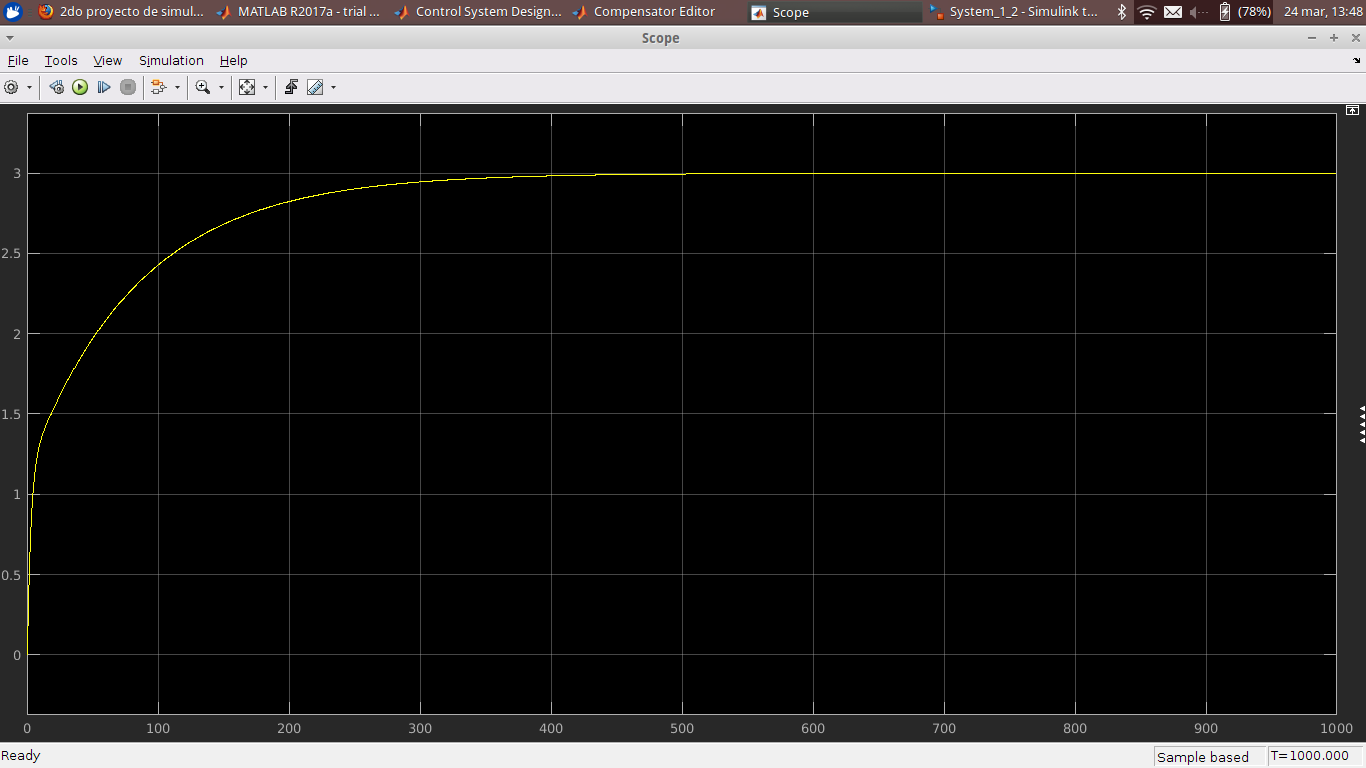 2do proyecto de simul...
MATLAB R2017a - trial ...
Control System Design...
Compensator Editor
Scope
System_1_2 - Simulink t...
(78%)
24 mar, 13:48
Scope
File Tools View Simulation Help
3
2.5
2
1.5
1
0.5
0
0 100 200 300 400 500 600 700 800 900 1000
Ready
Sample based
T=1000.000